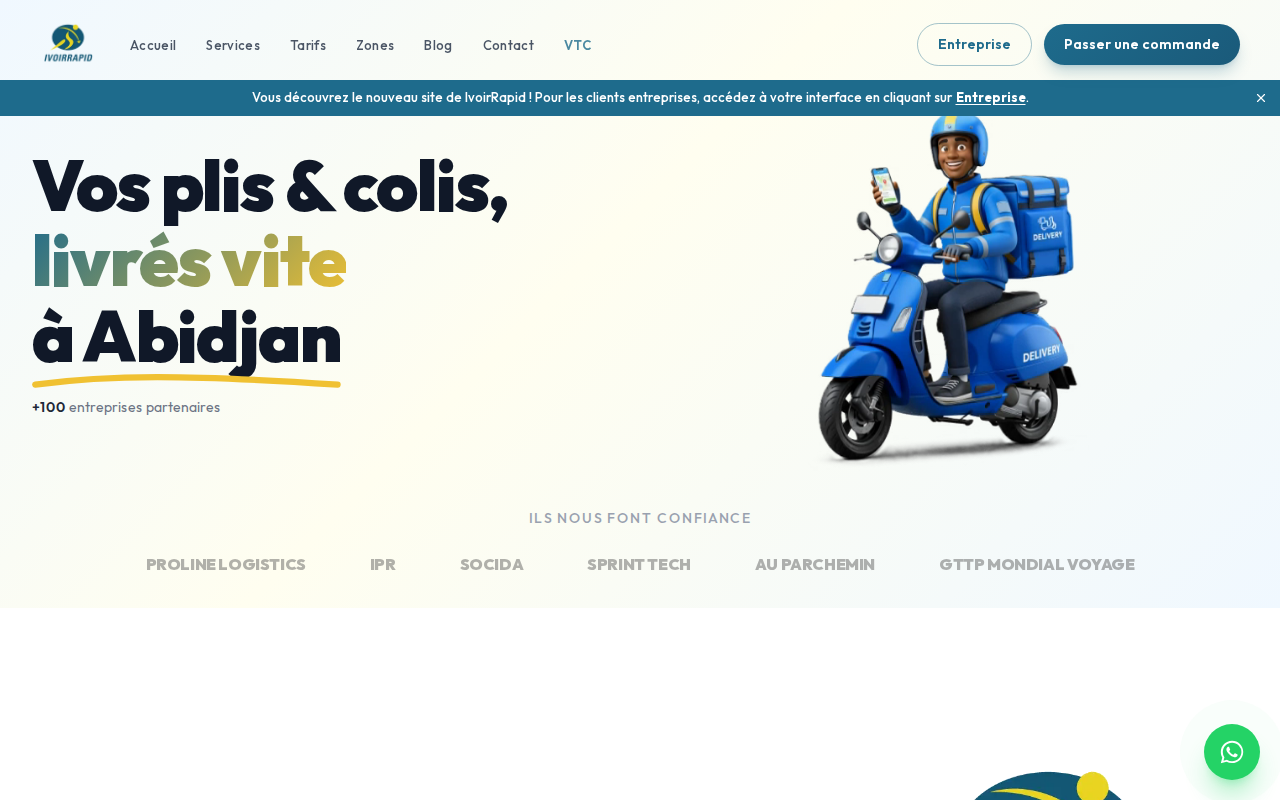 IVOIRRAPID
Accueil
Services
Tarifs
Zones
Blog
Contact
VTC
Entreprise
Passer une commande
Vous découvrez le nouveau site de IvoirRapid ! Pour les clients entreprises, accédez à votre interface en cliquant sur Entreprise.
Vos plis & colis,
livrés vite
à Abidjan
+100 entreprises partenaires
DELIVERY
DELIVERY
ILS NOUS FONT CONFIANCE
PROLINE LOGISTICS
IPR
SOCIDA
SPRINT TECH
AU PARCHEMIN
GTTP MONDIAL VOYAGE